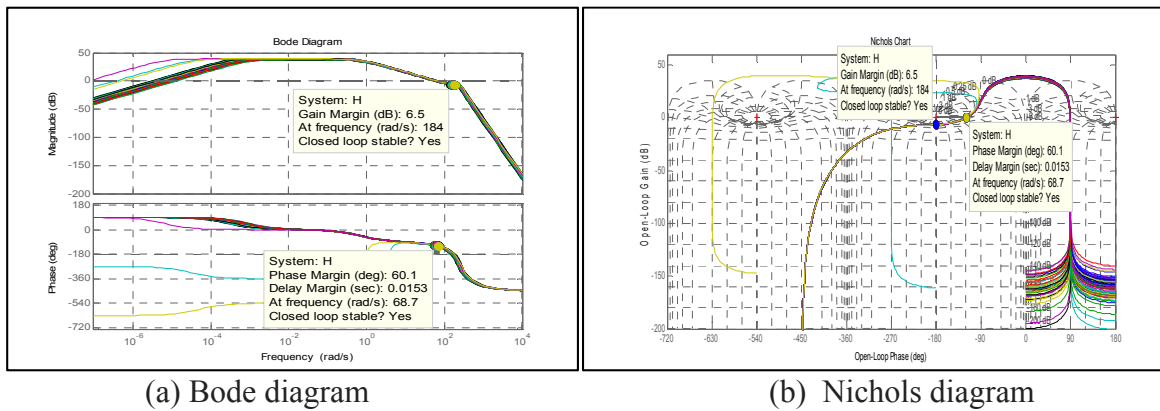 Bode Diagram
50
0
-50
-100
-150
-200
Magnitude (dB)
System: H
Gain Margin (dB): 6.5
At frequency (rad/s): 184
Closed loop stable? Yes
180
0
-180
-360
-540
-720
Phase (deg)
System: H
Phase Margin (deg): 60.1
Delay Margin (sec): 0.0153
At frequency (rad/s): 68.7
Closed loop stable? Yes
10^-6
10^-4
10^-2
10^0
10^2
10^4
Frequency (rad/s)
(a) Bode diagram
Nichols Chart
System: H
Gain Margin (dB): 6.5
At frequency (rad/s): 184
Closed loop stable? Yes
System: H
Phase Margin (deg): 60.1
Delay Margin (sec): 0.0153
At frequency (rad/s): 68.7
Closed loop stable? Yes
50
0
-50
-100
-150
-200
Open-Loop Gain (dB)
0 dB
-720
-630
-540
-450
-360
-270
-180
-90
0
90
180
Open-Loop Phase (deg)
(b) Nichols diagram